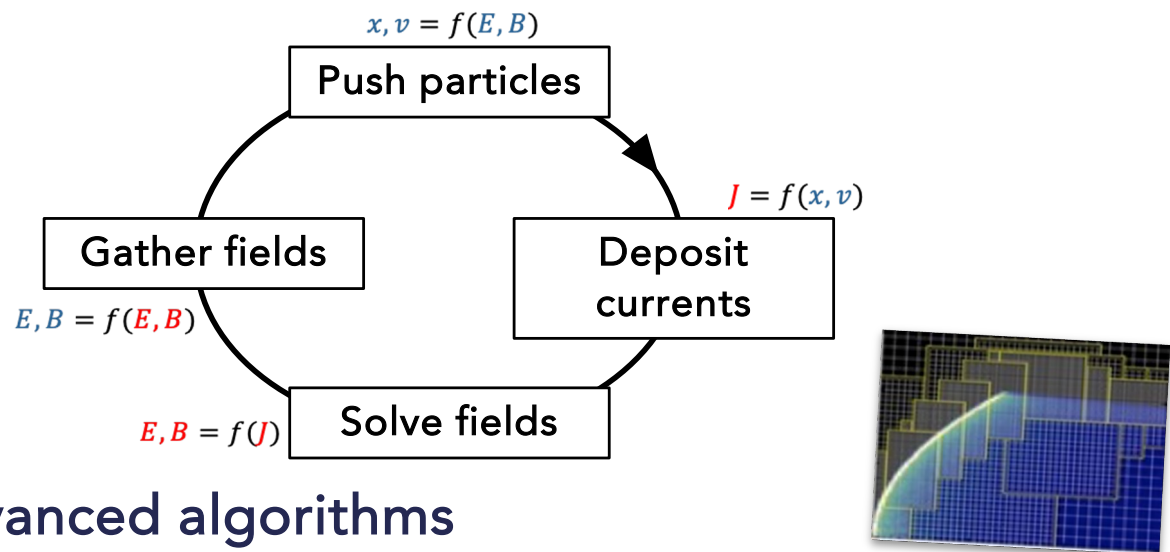 x, v = f(E, B)
Push particles
J = f(x, v)
Gather fields
Deposit
currents
E, B = f(E, B)
E, B = f(J)
Solve fields
vanced algorithms